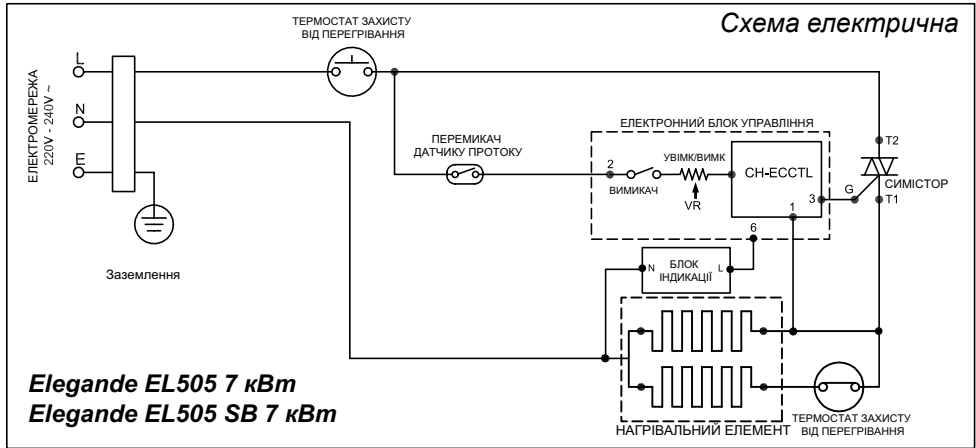 Схема електрична
ТЕРМОСТАТ ЗАХИСТУ
ВІД ПЕРЕГРІВАННЯ
ЕЛЕКТРОМЕРЕЖА
220V - 240V ~
L
N
E
Заземлення
ПЕРЕМИКАЧ
ДАТЧИКУ ПРОТОКУ
ЕЛЕКТРОННИЙ БЛОК УПРАВЛІННЯ
2
ВИМИКАЧ
УВІМК/ВИМК
VR
CH-ECCTL
3
1
6
G
T2
СИМІСТОР
T1
N
БЛОК
ІНДИКАЦІЇ
L
НАГРІВАЛЬНИЙ ЕЛЕМЕНТ
ТЕРМОСТАТ ЗАХИСТУ
ВІД ПЕРЕГРІВАННЯ
Elegande EL505 7 кВт
Elegande EL505 SB 7 кВт